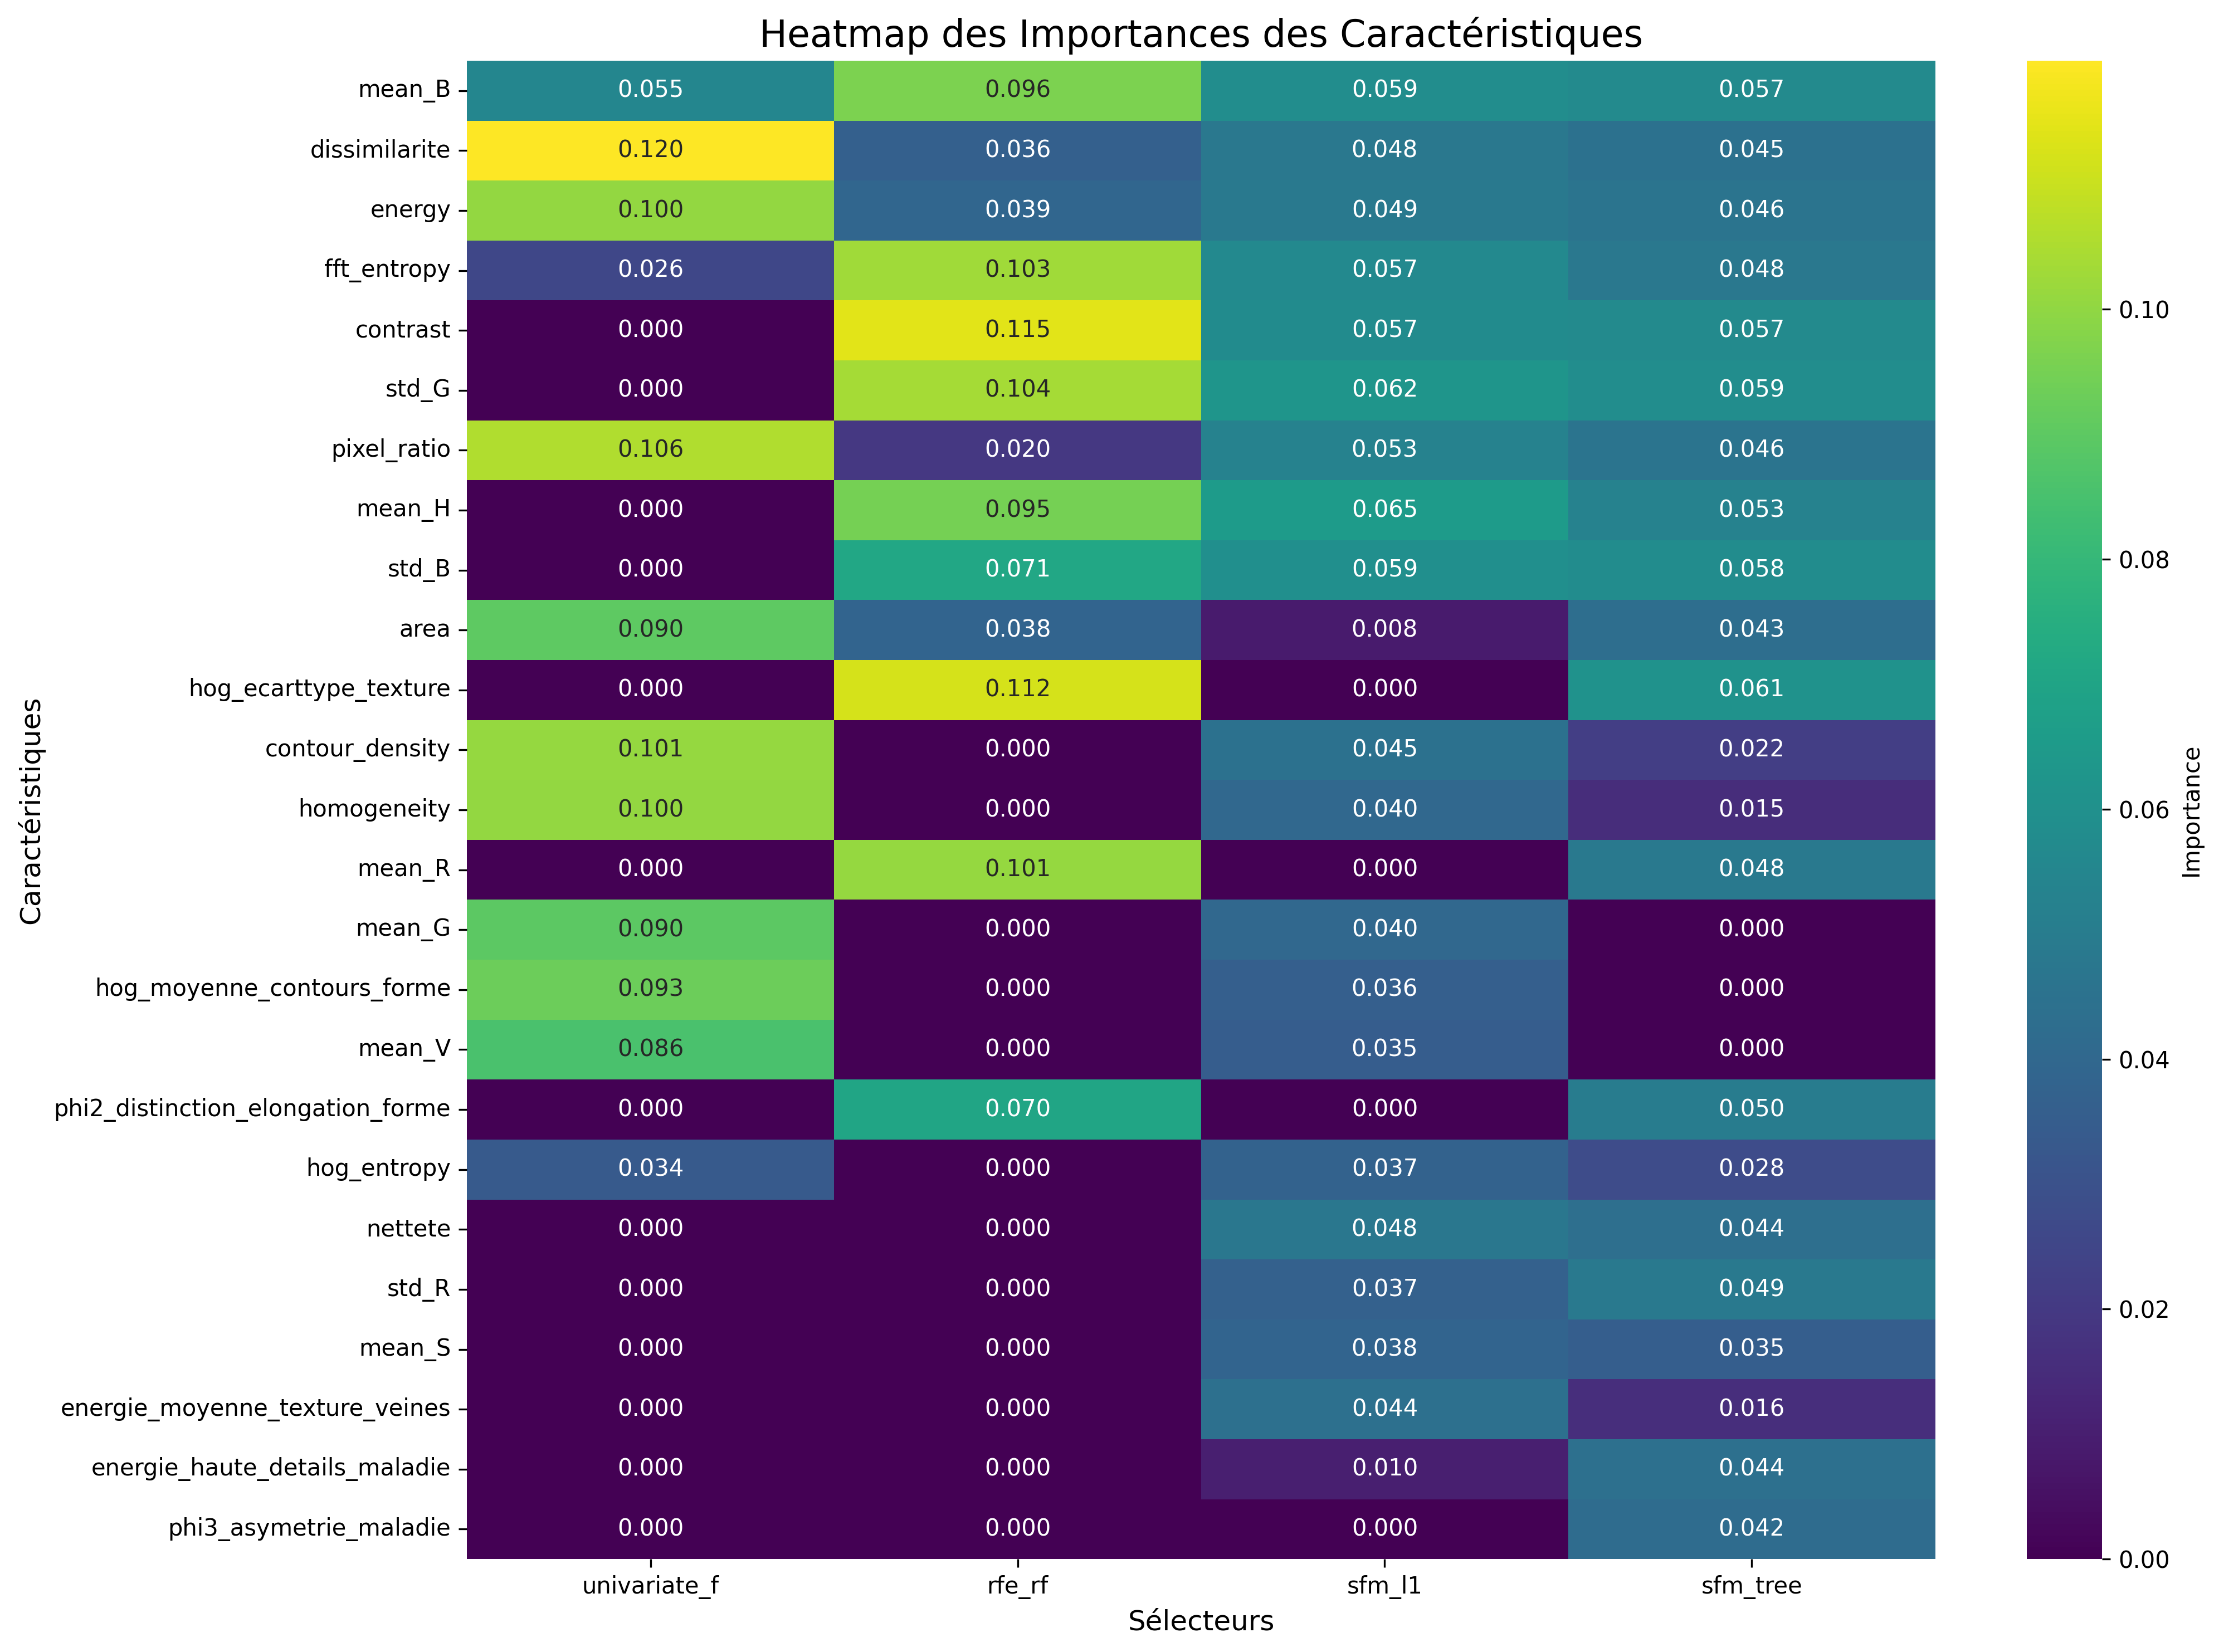 Heatmap des Importances des Caractéristiques
Caractéristiques
mean_B 0.055 0.096 0.059 0.057
dissimilarite 0.120 0.036 0.048 0.045
energy 0.100 0.039 0.049 0.046
fft_entropy 0.026 0.103 0.057 0.048
contrast 0.000 0.115 0.057 0.057
std_G 0.000 0.104 0.062 0.059
pixel_ratio 0.106 0.020 0.053 0.046
mean_H 0.000 0.095 0.065 0.053
std_B 0.000 0.071 0.059 0.058
area 0.090 0.038 0.008 0.043
hog_ecarttype_texture 0.000 0.112 0.000 0.061
contour_density 0.101 0.000 0.045 0.022
homogeneity 0.100 0.000 0.040 0.015
mean_R 0.000 0.101 0.000 0.048
mean_G 0.090 0.000 0.040 0.000
hog_moyenne_contours_forme 0.093 0.000 0.036 0.000
mean_V 0.086 0.000 0.035 0.000
phi2_distinction_elongation_forme 0.000 0.070 0.000 0.050
hog_entropy 0.034 0.000 0.037 0.028
nettete 0.000 0.000 0.048 0.044
std_R 0.000 0.000 0.037 0.049
mean_S 0.000 0.000 0.038 0.035
energie_moyenne_texture_veines 0.000 0.000 0.044 0.016
energie_haute_details_maladie 0.000 0.000 0.010 0.044
phi3_asymetrie_maladie 0.000 0.000 0.000 0.042
univariate_f rfe_rf sfm_l1 sfm_tree
Sélecteurs
0.10
0.08
0.06
0.04
0.02
0.00
Importance